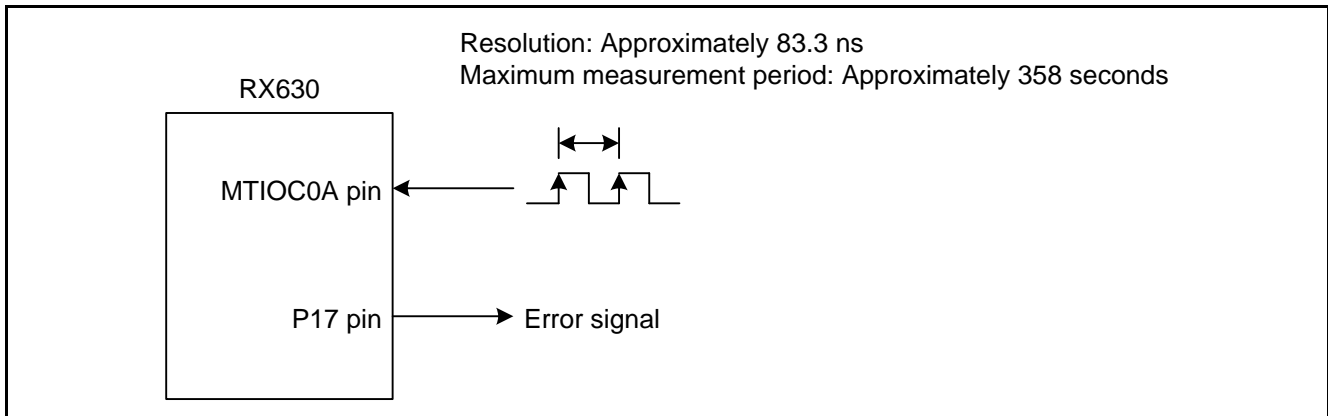 Resolution: Approximately 83.3 ns
Maximum measurement period: Approximately 358 seconds
RX630
MTIOC0A pin
P17 pin
Error signal